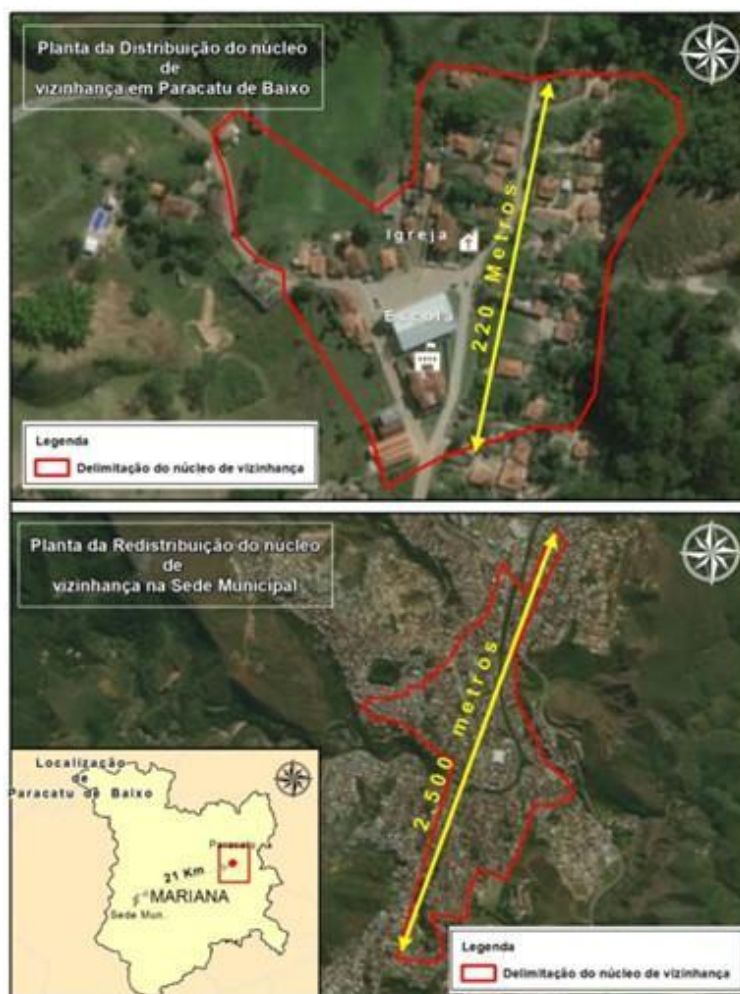 Planta da Distribuição do núcleo
de
vizinhança em Paracatu de Baixo
Igreja
Escola
220 Metros
Legenda
Delimitação do núcleo de vizinhança
Planta da Redistribuição do núcleo
de
vizinhança na Sede Municipal
2.500 metros
Localização
de
Paracatu de Baixo
Paracatu
21 Km
MARIANA
Sede Mun.
Legenda
Delimitação do núcleo de vizinhança